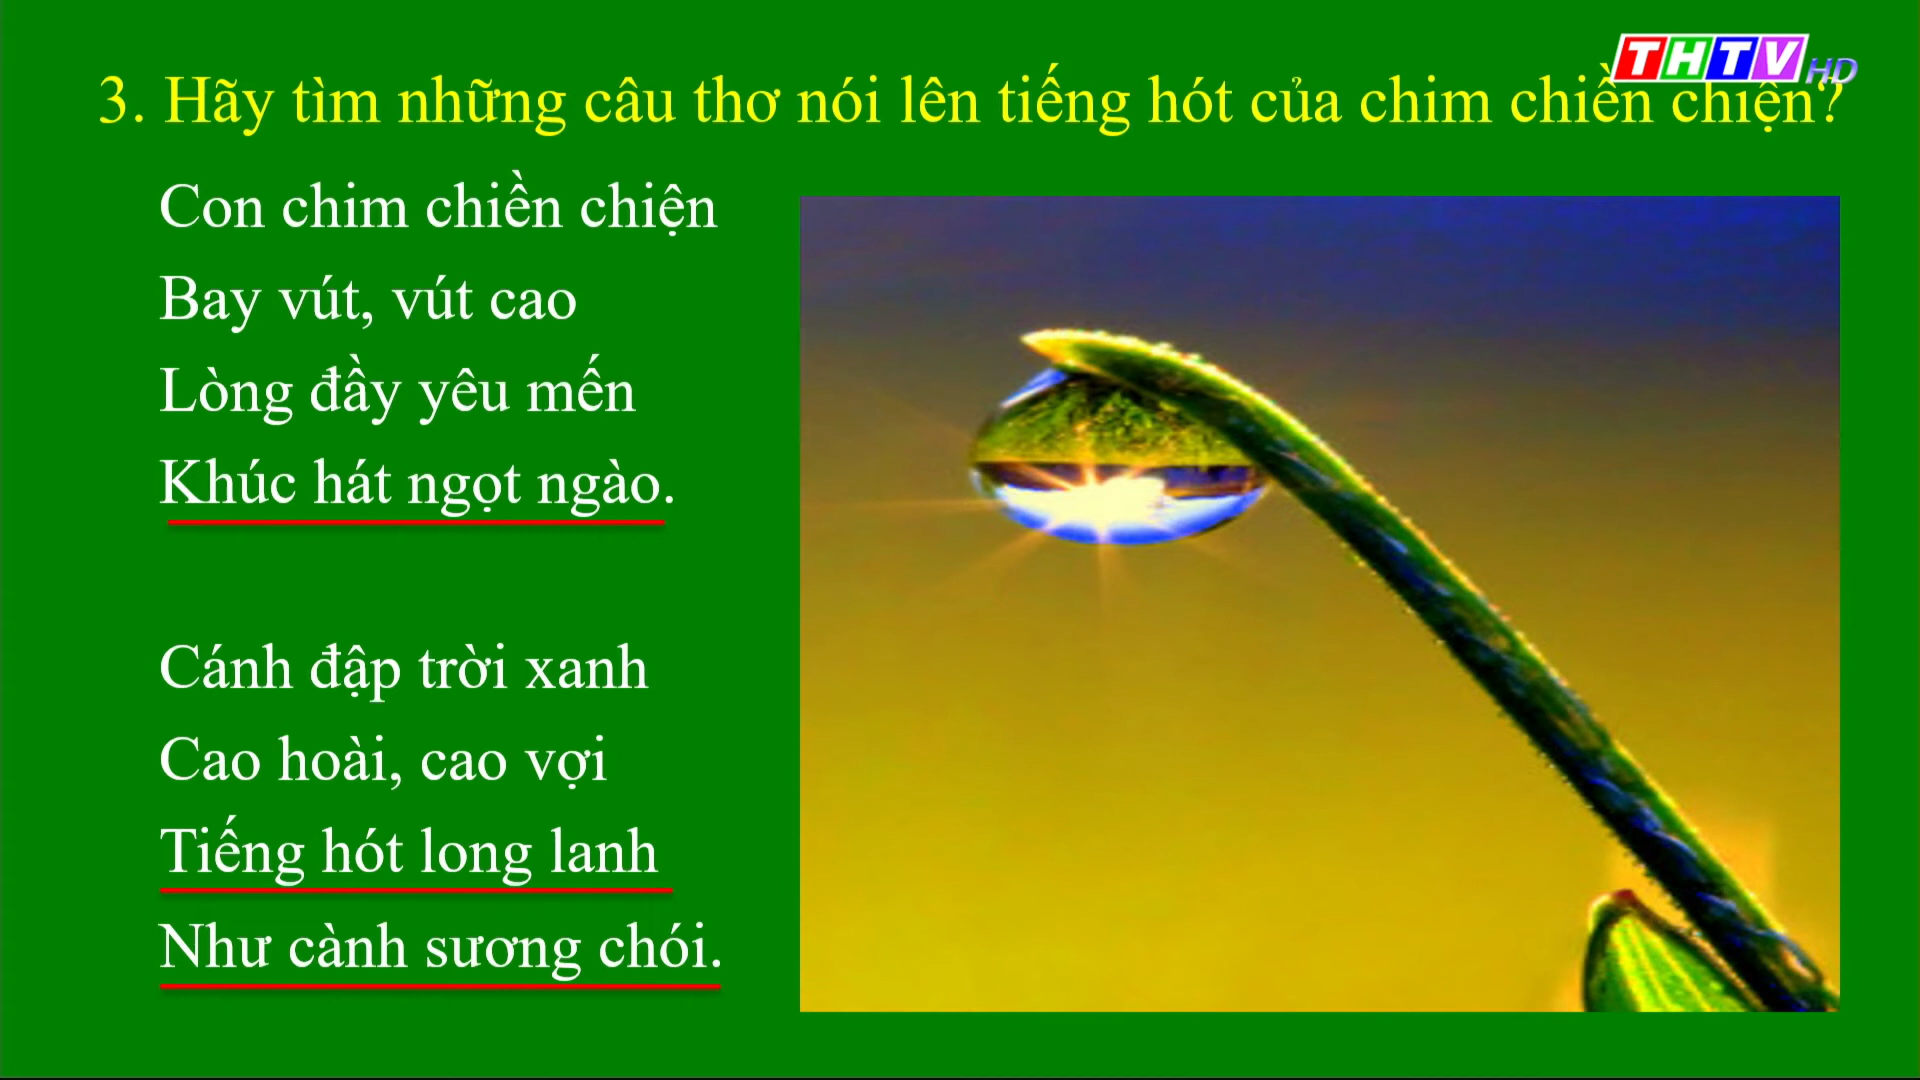 THTV HD
3. Hãy tìm những câu thơ nói lên tiếng hót của chim chiền chiện?
Con chim chiền chiện
Bay vút, vút cao
Lòng đầy yêu mến
Khúc hát ngọt ngào.
Cánh đập trời xanh
Cao hoài, cao vợi
Tiếng hót long lanh
Như cành sương chói.